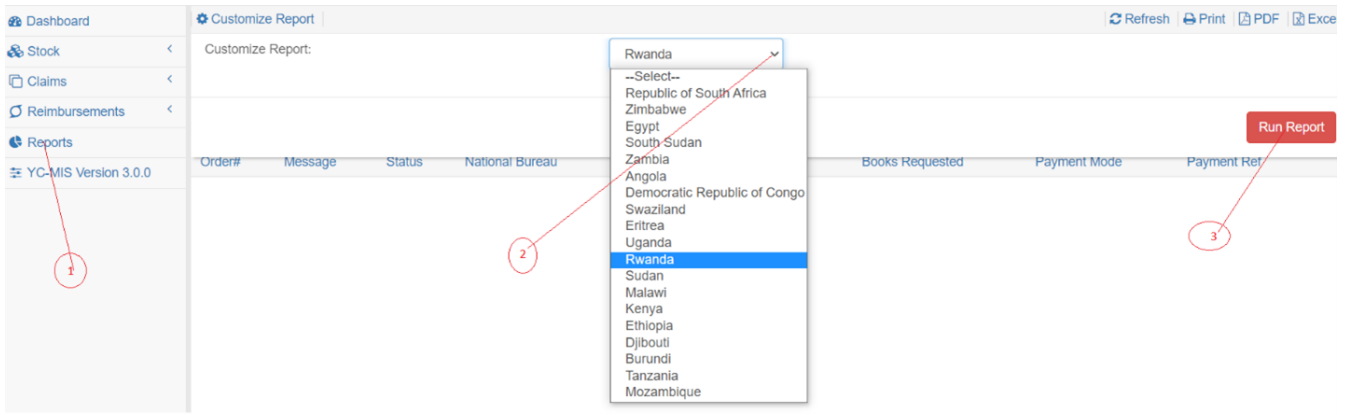 Dashboard
Stock
Claims
Reimbursements
Reports
YC-MIS Version 3.0.0
1
Customize Report
Refresh Print PDF Exce
Customize Report:
Rwanda
--Select--
Republic of South Africa
Zimbabwe
Egypt
South Sudan
Zambia
Angola
Democratic Republic of Congo
Swaziland
Eritrea
Uganda
Rwanda
Sudan
Malawi
Kenya
Ethiopia
Djibouti
Burundi
Tanzania
Mozambique
2
Run Report
Order# Message Status National Bureau Books Requested Payment Mode Payment Ref
3